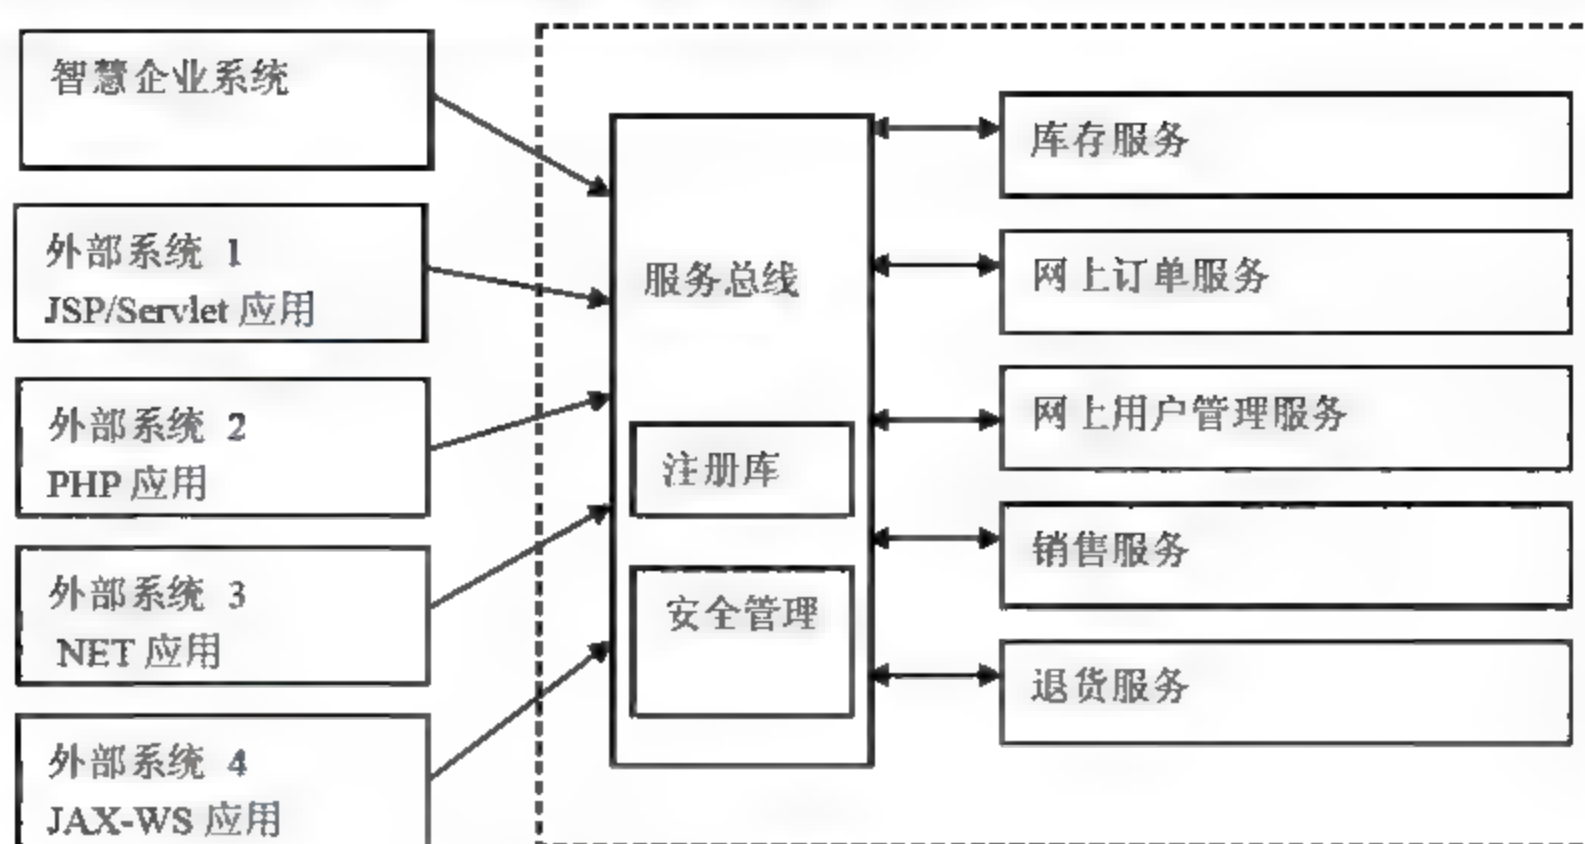 智慧企业系统
外部系统 1
JSP/Servlet 应用
外部系统 2
PHP 应用
外部系统 3
NET 应用
外部系统 4
JAX-WS 应用
服务总线
注册库
安全管理
库存服务
网上订单服务
网上用户管理服务
销售服务
退货服务